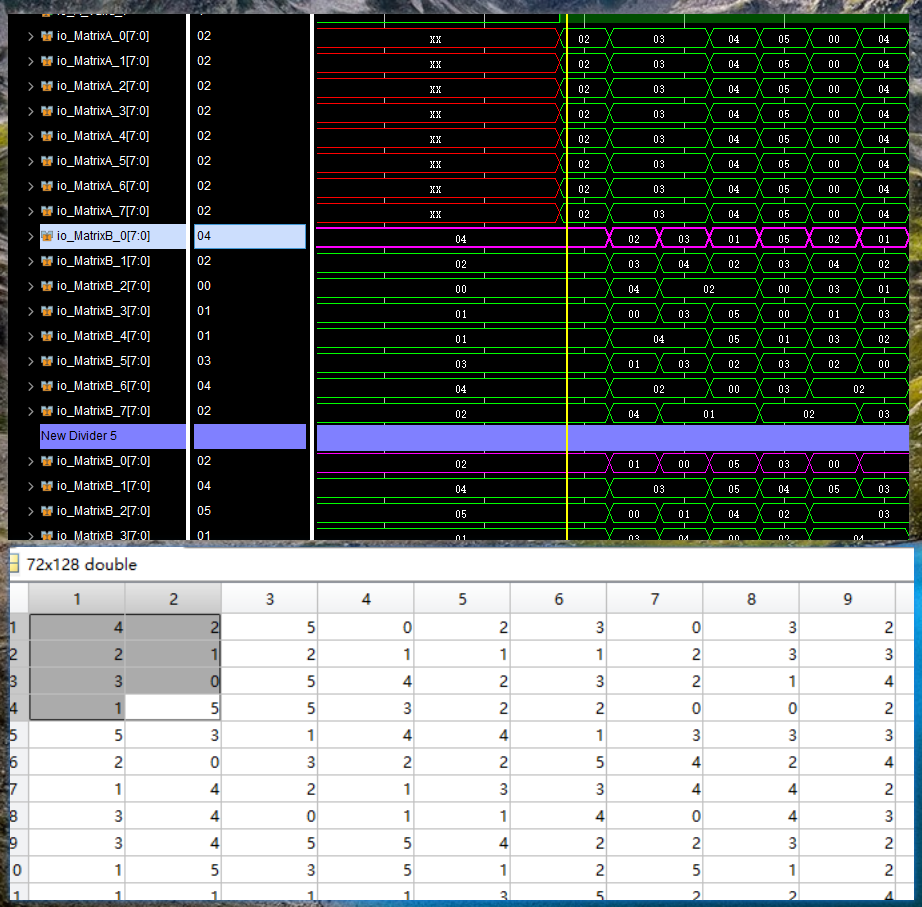 io_MatrixA_0[7:0] 02 XX 02 03 04 05 00 04
io_MatrixA_1[7:0] 02 XX 02 03 04 05 00 04
io_MatrixA_2[7:0] 02 XX 02 03 04 05 00 04
io_MatrixA_3[7:0] 02 XX 02 03 04 05 00 04
io_MatrixA_4[7:0] 02 XX 02 03 04 05 00 04
io_MatrixA_5[7:0] 02 XX 02 03 04 05 00 04
io_MatrixA_6[7:0] 02 XX 02 03 04 05 00 04
io_MatrixA_7[7:0] 02 XX 02 03 04 05 00 04
io_MatrixB_0[7:0] 04 04 02 03 01 05 02 01
io_MatrixB_1[7:0] 02 02 03 04 02 03 04 02
io_MatrixB_2[7:0] 00 00 04 02 00 03 01
io_MatrixB_3[7:0] 01 01 00 03 05 00 01 03
io_MatrixB_4[7:0] 01 01 04 05 01 03 02
io_MatrixB_5[7:0] 03 03 01 03 02 03 02 00
io_MatrixB_6[7:0] 04 04 02 00 03 02
io_MatrixB_7[7:0] 02 02 04 01 02 03
New Divider 5
io_MatrixB_0[7:0] 02 02 01 00 05 03 00
io_MatrixB_1[7:0] 04 04 03 05 04 05 03
io_MatrixB_2[7:0] 05 05 00 01 04 02 03
io_MatrixB_3[7:0] 01 01 03 04 00 02 04
72x128 double
1 2 3 4 5 6 7 8 9
1 4 2 5 0 2 3 0 3 2
2 2 1 2 1 1 1 2 3 3
3 3 0 5 4 2 3 2 1 4
4 1 5 5 3 2 2 0 0 2
5 5 3 1 4 4 1 3 3 3
6 2 0 3 2 2 5 4 2 4
7 1 4 2 1 3 3 4 4 2
8 3 4 0 1 1 4 0 4 3
9 3 4 5 5 4 2 2 3 2
0 1 5 3 5 1 2 5 1 2
1 1 1 1 1 3 5 2 2 4